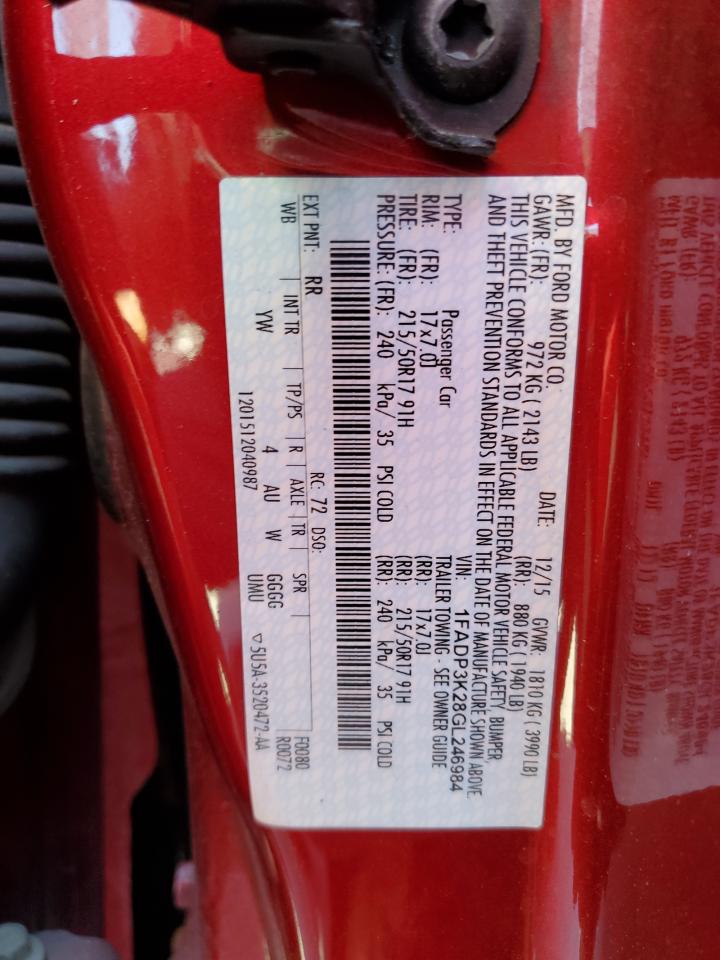 MFD. BY FORD MOTOR CO. DATE: 12/15 GVWR: 1810 KG ( 3990 LB)
GAWR: (FR): 972 KG ( 2143 LB) (RR): 880 KG ( 1940 LB)
THIS VEHICLE CONFORMS TO ALL APPLICABLE FEDERAL MOTOR VEHICLE SAFETY, BUMPER,
AND THEFT PREVENTION STANDARDS IN EFFECT ON THE DATE OF MANUFACTURE SHOWN ABOVE.
VIN: 1FADP3K28GL246984
TYPE: Passenger Car TRAILER TOWING - SEE OWNER GUIDE
RIM: (FR): 17x7.0J (RR): 17x7.0J
TIRE: (FR): 215/50R17 91H (RR): 215/50R17 91H
PRESSURE: (FR): 240 kPa/ 35 PSI COLD (RR): 240 kPa/ 35 PSI COLD
EXT PNT: RR RC: 72 DSO: F0080
WB INT TR TP/PS R AXLE TR SPR R0072
YW 4 AU W GGGG
UMU
1201512040987 ▽5U5A-3520472-AA